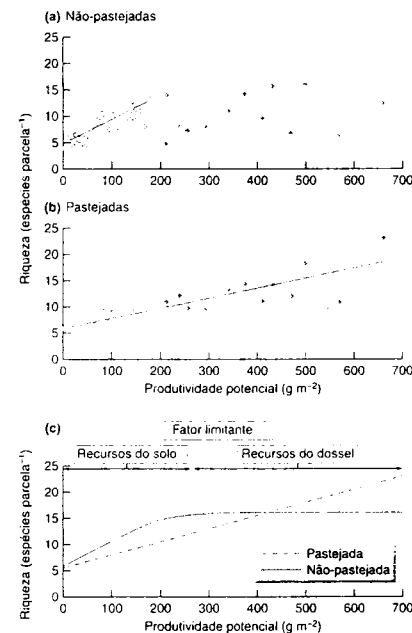 (a) Não-pastejadas
Riqueza (espécies parcela⁻¹)
25
20
15
10
5
0
0 100 200 300 400 500 600 700
(b) Pastejadas
25
20
15
10
5
0
0 100 200 300 400 500 600 700
Produtividade potencial (g m⁻²)
(c)
Fator limitante
Recursos do solo Recursos do dossel
Riqueza (espécies parcela⁻¹)
25
20
15
10
5
0
0 100 200 300 400 500 600 700
Pastejada
Não-pastejada
Produtividade potencial (g m⁻²)